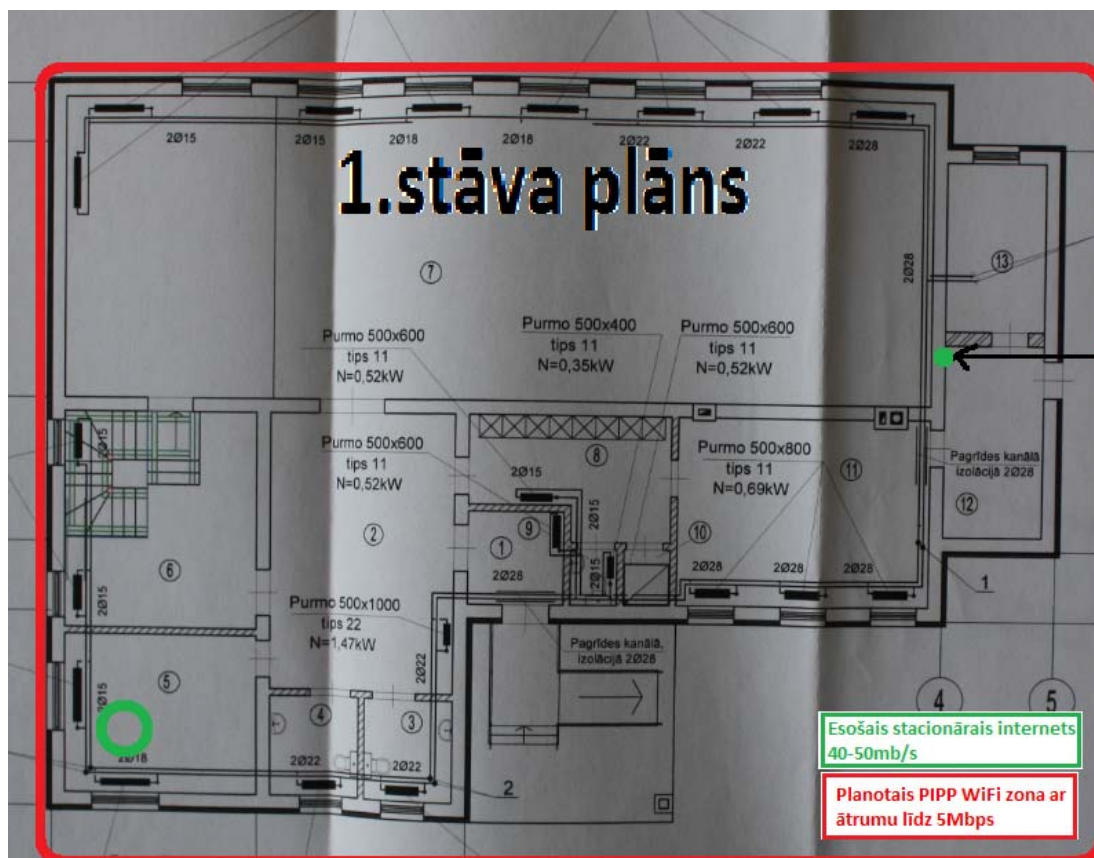 2Ø15
2Ø15
2Ø18
2Ø18
2Ø22
2Ø22
2Ø28
1.stāva plāns
7
2Ø28
13
Purmo 500x600
tips 11
N=0,52kW
Purmo 500x400
tips 11
N=0,35kW
Purmo 500x600
tips 11
N=0,52kW
2Ø15
Purmo 500x600
tips 11
N=0,52kW
8
2Ø15
Purmo 500x800
tips 11
N=0,69kW
11
Pagrīdes kanālā
izolācijā 2Ø28
12
2
1
9
2Ø15
10
2Ø28
2Ø15
6
2Ø15
2Ø28
2Ø28
2Ø28
1
Purmo 500x1000
tips 22
N=1,47kW
Pagrīdes kanālā,
izolācijā 2Ø28
2Ø22
5
2Ø15
4
3
4
5
2Ø18
2Ø22
2Ø22
2
Esošais stacionārais internets
40-50mb/s
Planotais PIPP WiFi zona ar
ātrumu līdz 5Mbps